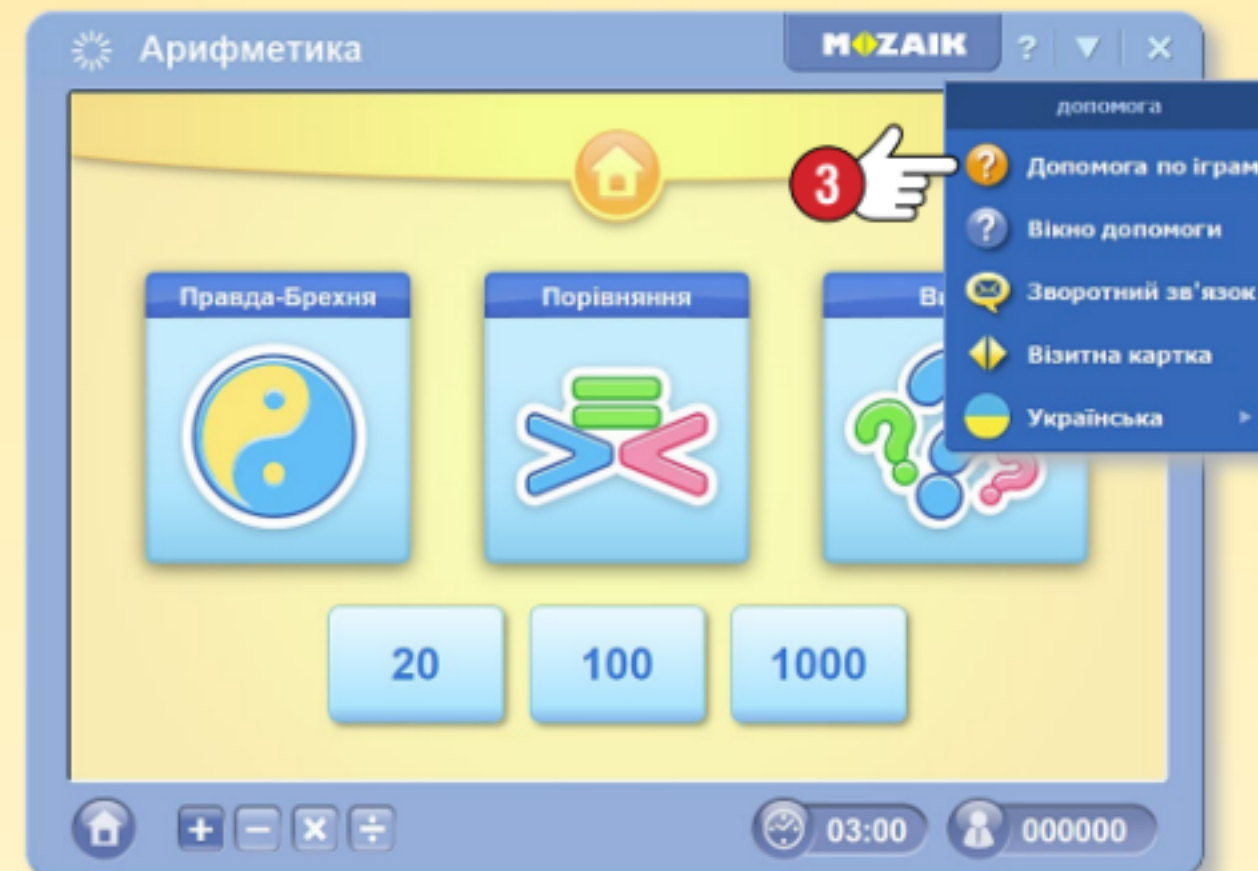 Арифметика
MOZAIK
?
допомога
3
? Допомога по іграм
? Вікно допомоги
Зворотний зв'язок
Візитна картка
Українська
Правда-Брехня
Порівняння
20
100
1000
+ − × ÷
03:00
000000